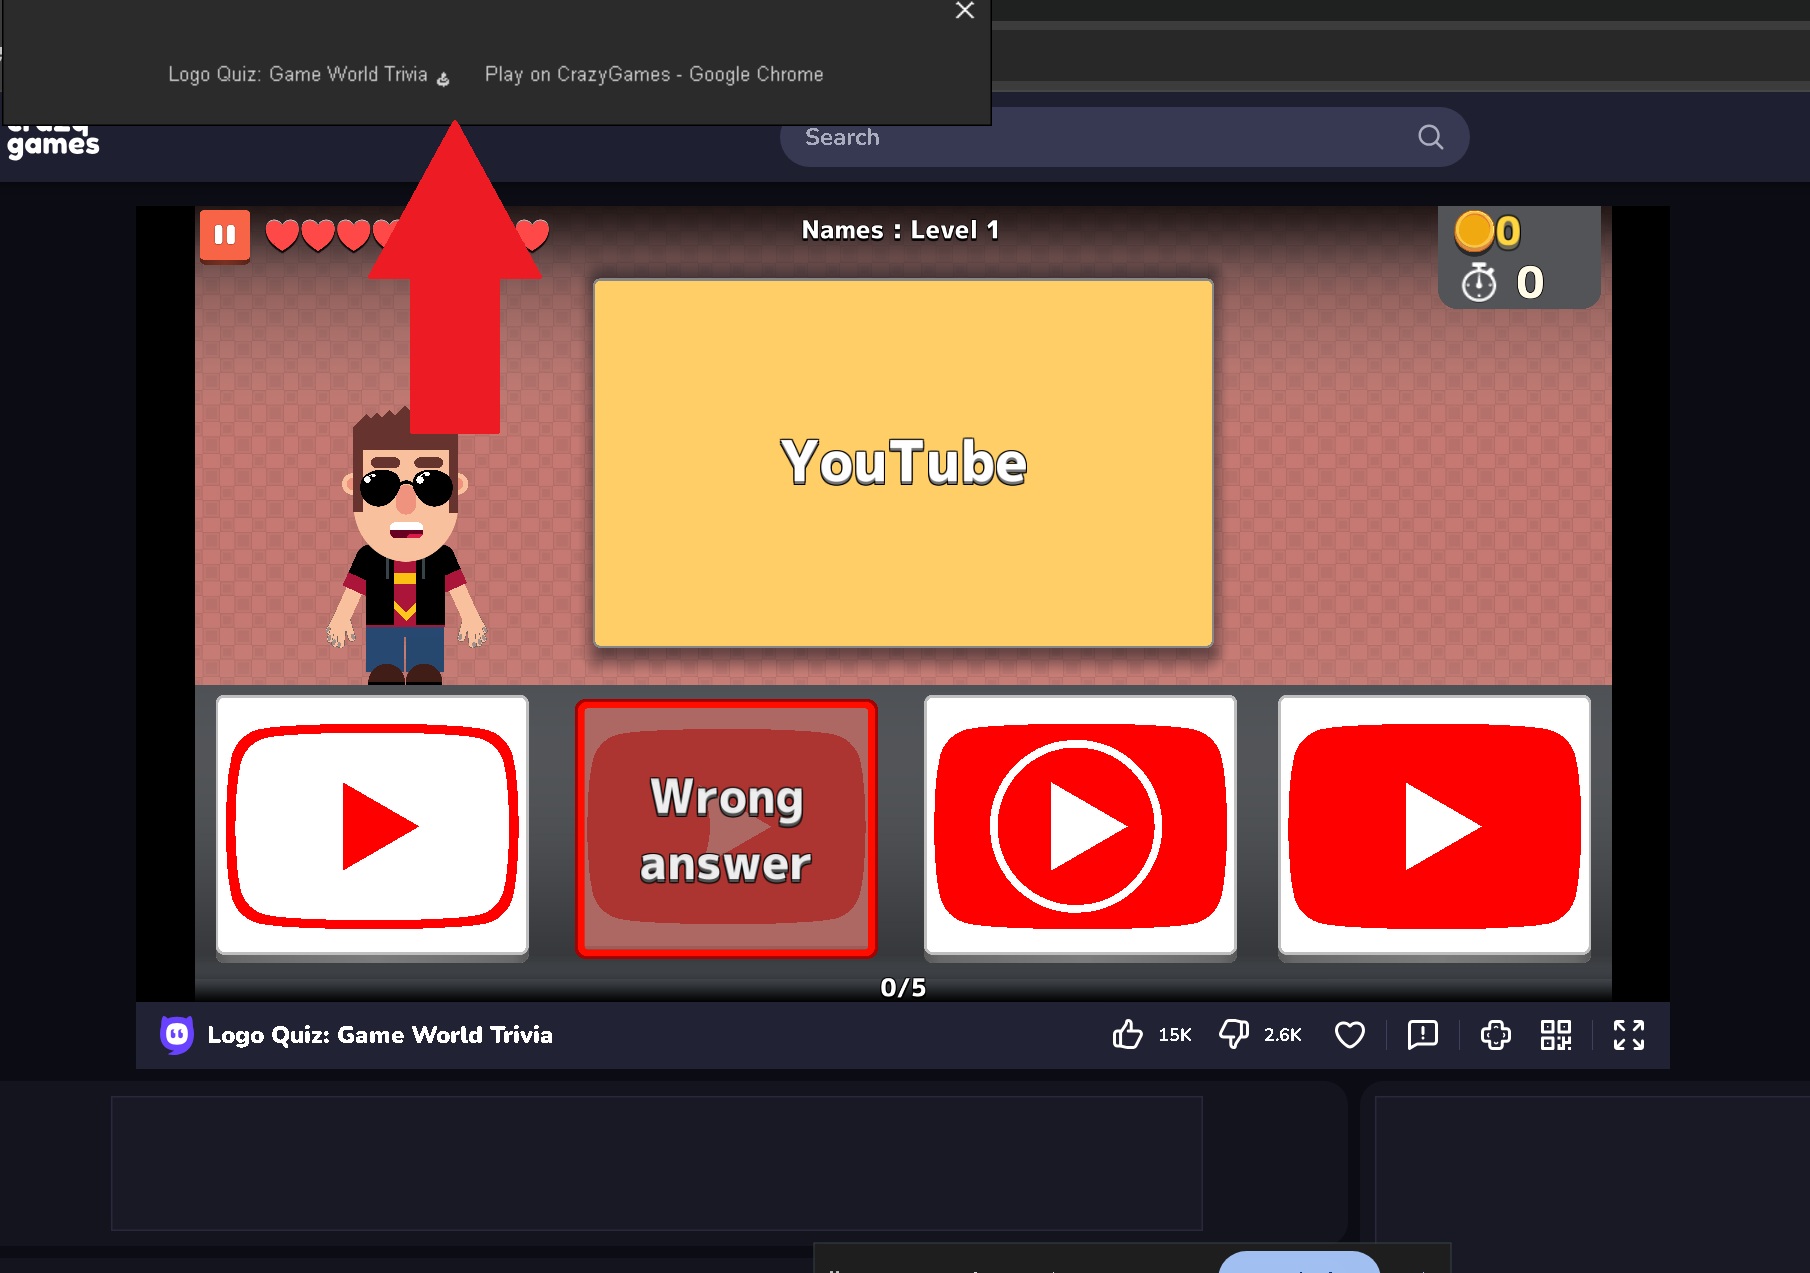 Logo Quiz: Game World Trivia 🕹 Play on CrazyGames - Google Chrome
crazy
games
Search
Names : Level 1
0
0
YouTube
Wrong
answer
0/5
Logo Quiz: Game World Trivia
15K
2.6K